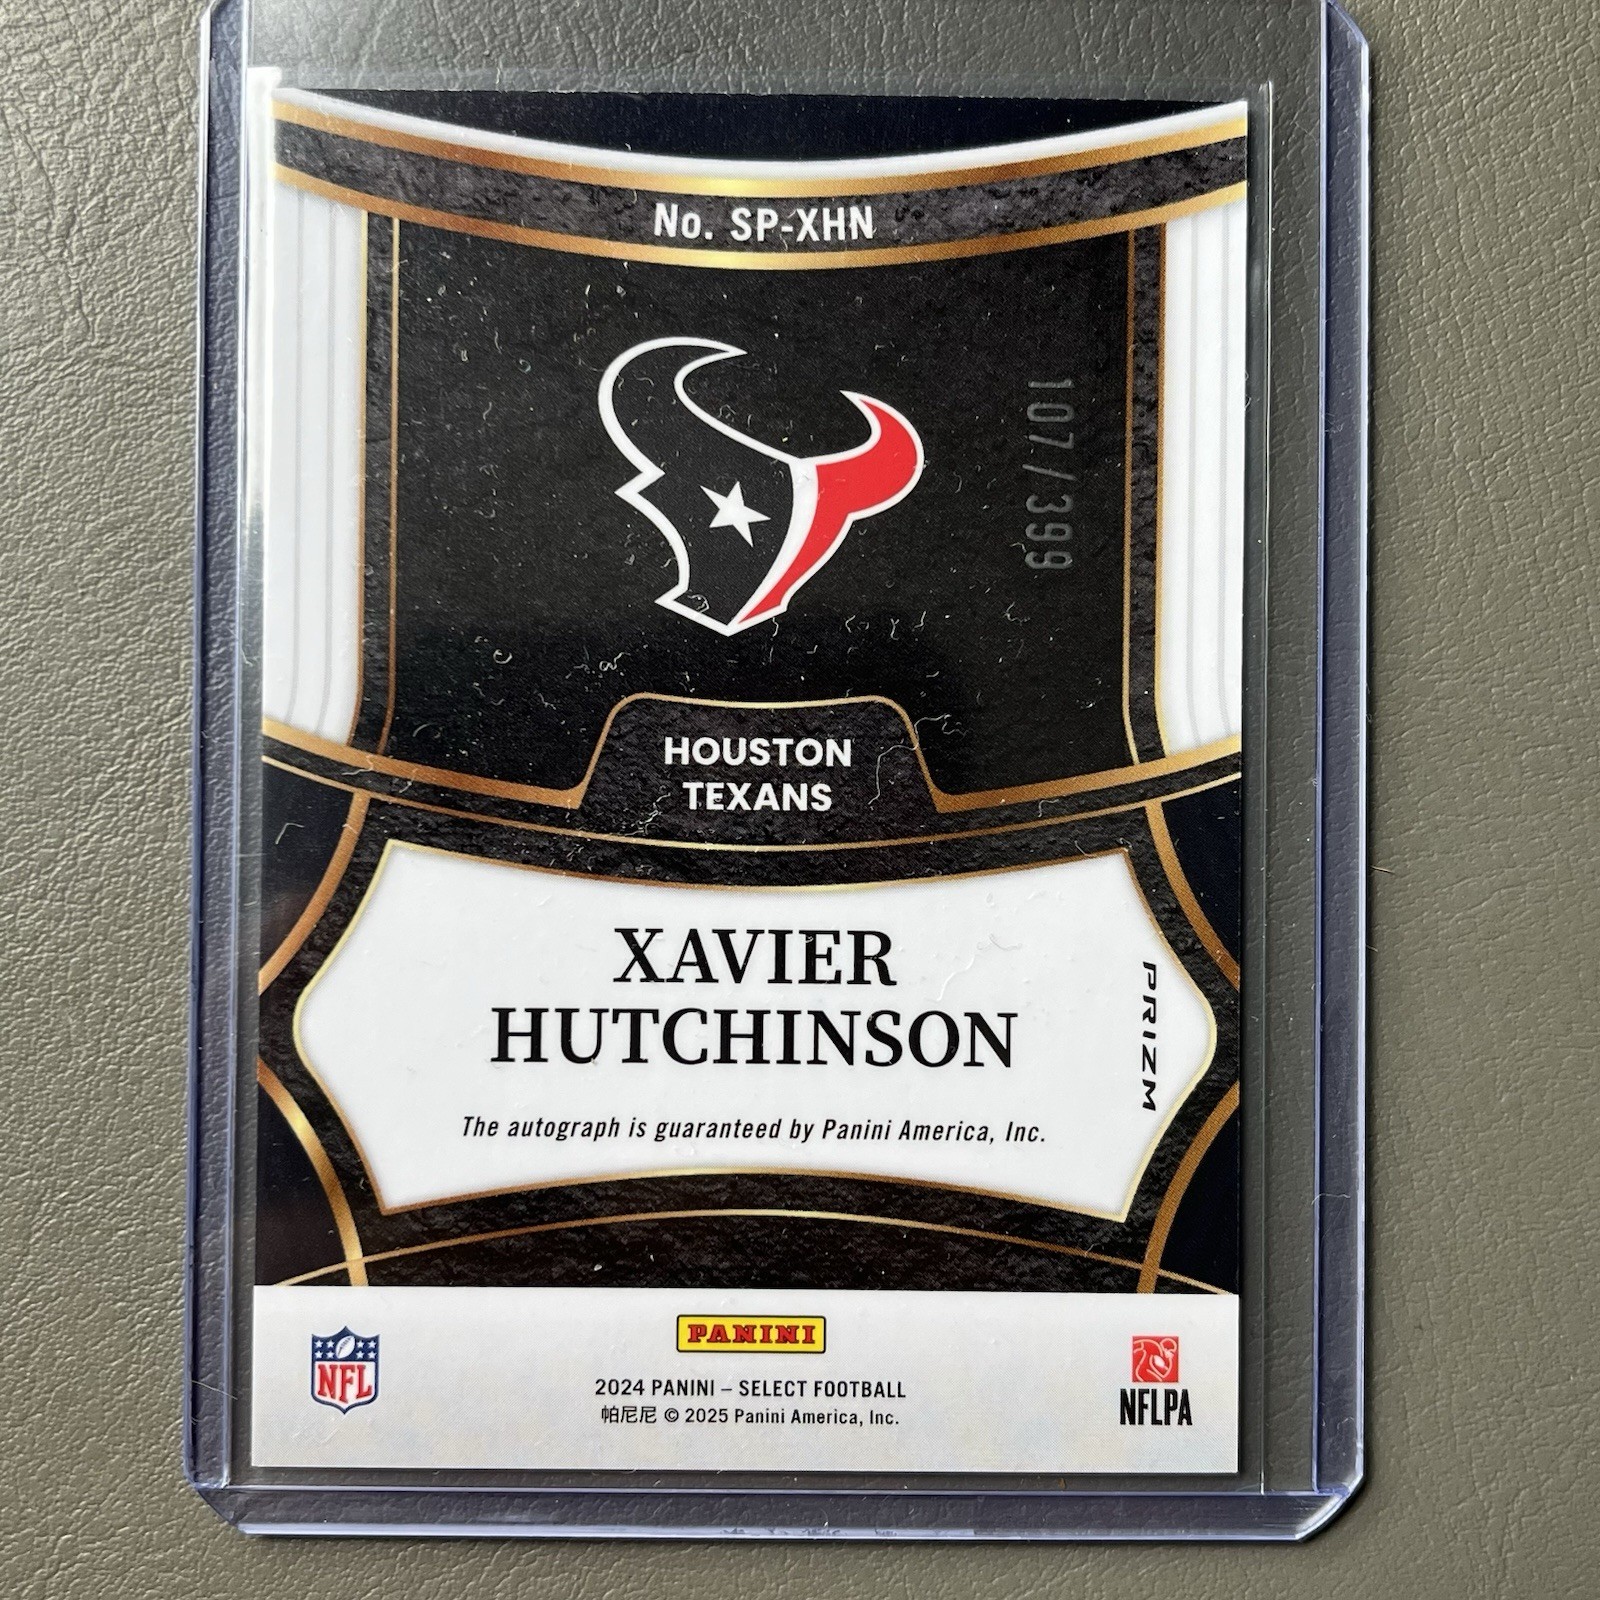 No. SP-XHN
107/399
HOUSTON
TEXANS
XAVIER
HUTCHINSON
PRIZM
The autograph is guaranteed by Panini America, Inc.
PANINI
NFL
2024 PANINI – SELECT FOOTBALL
帕尼尼 © 2025 Panini America, Inc.
NFLPA